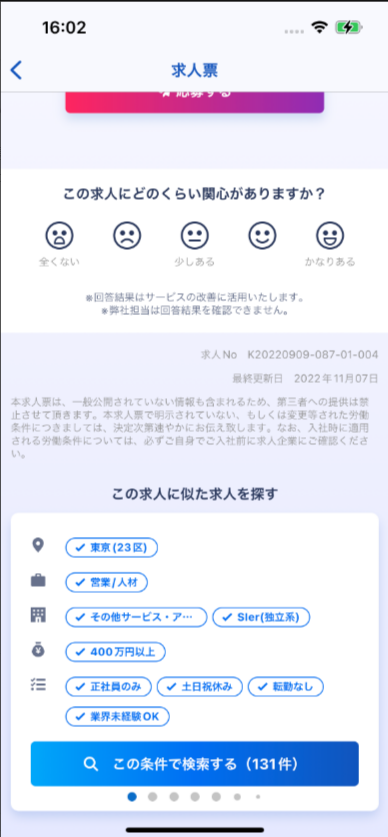 16:02
求人票
応募する
この求人にどのくらい関心がありますか？
全くない
少しある
かなりある
※回答結果はサービスの改善に活用いたします。
※弊社担当は回答結果を確認できません。
求人No K20220909-087-01-004
最終更新日 2022年11月07日
本求人票は、一般公開されていない情報も含まれるため、第三者への提供は禁
止させて頂きます。本求人票で明示されていない、もしくは変更等された労働
条件につきましては、決定次第速やかにお伝え致します。なお、入社時に適用
される労働条件については、必ずご自身でご入社前に求人企業にご確認くださ
い。
この求人に似た求人を探す
東京(23区)
営業/人材
その他サービス・ア…
SIer(独立系)
400万円以上
正社員のみ
土日祝休み
転勤なし
業界未経験OK
この条件で検索する（131件）